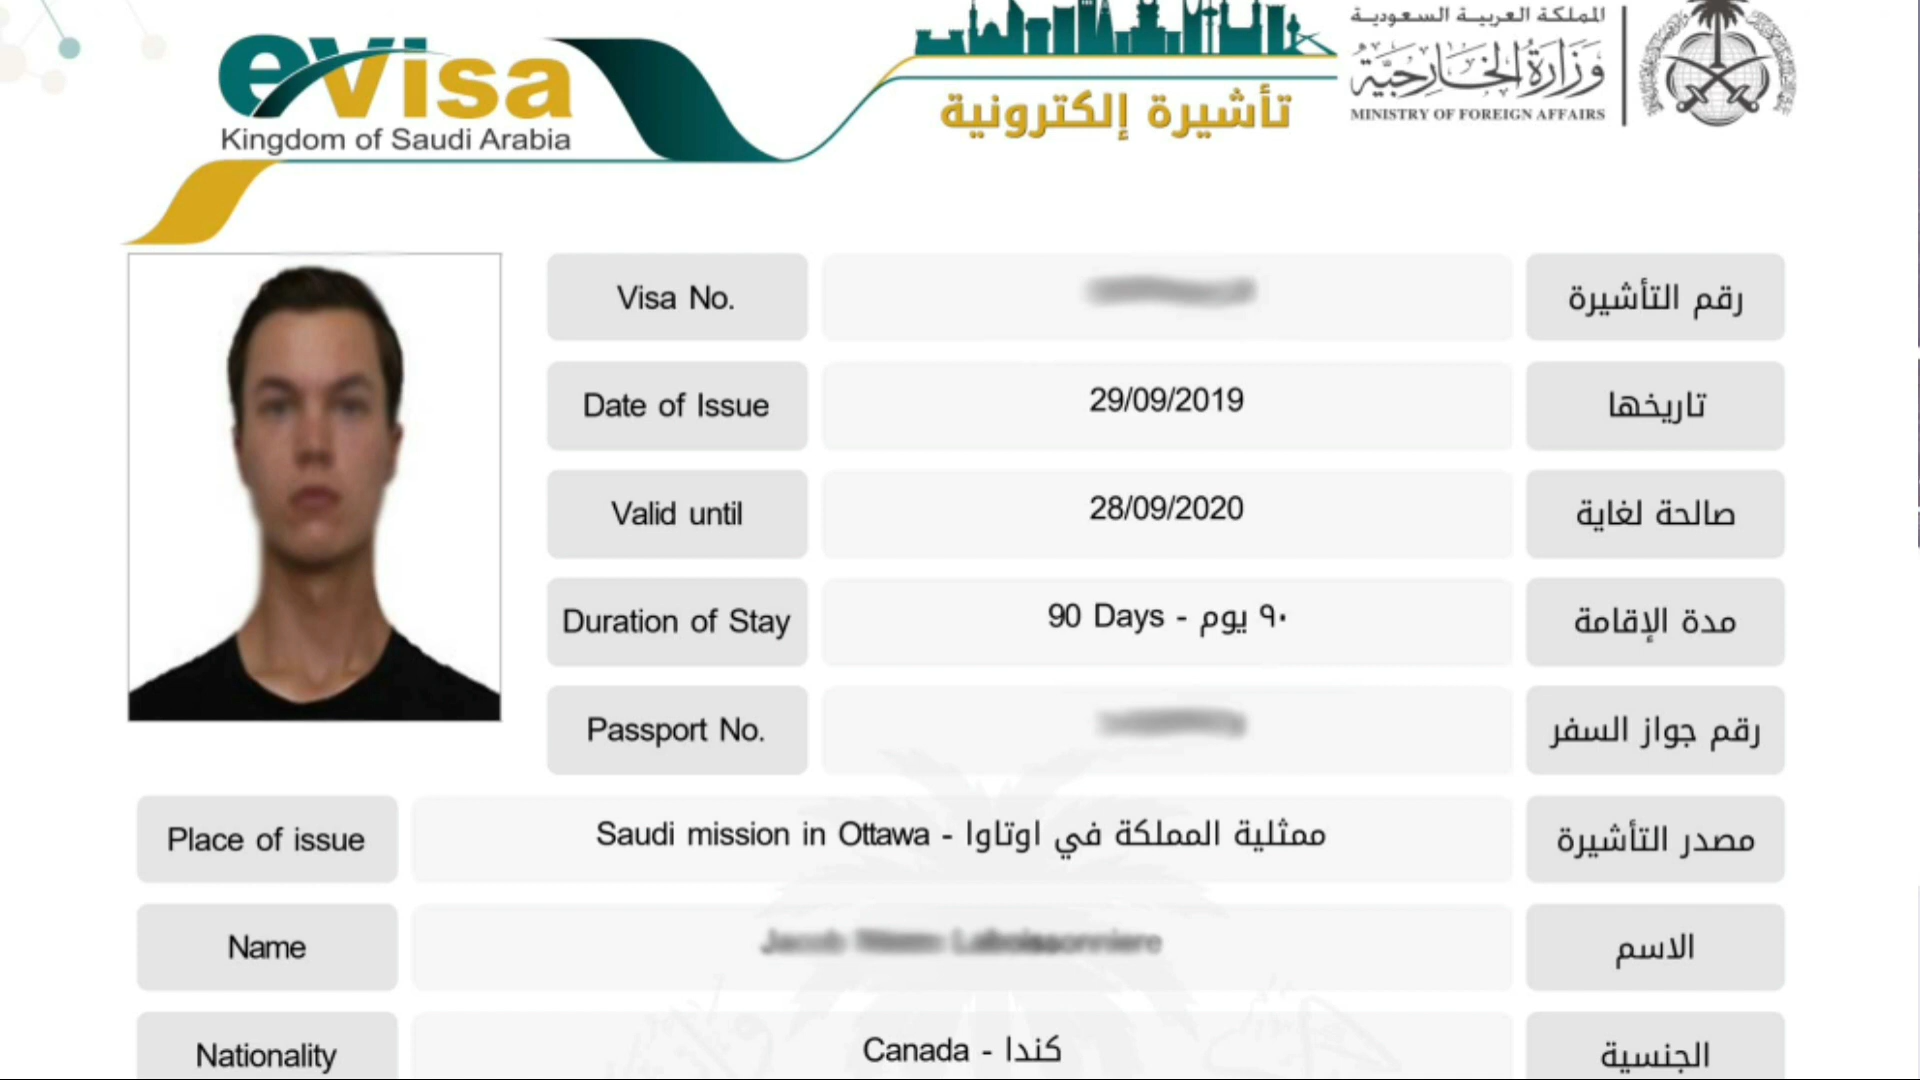 المملكة العربية السعودية
وزارة الخارجية
MINISTRY OF FOREIGN AFFAIRS
eVisa
Kingdom of Saudi Arabia
تأشيرة إلكترونية
Visa No. رقم التأشيرة
Date of Issue 29/09/2019 تاريخها
Valid until 28/09/2020 صالحة لغاية
Duration of Stay 90 Days - ٩٠ يوم مدة الإقامة
Passport No. رقم جواز السفر
Place of issue Saudi mission in Ottawa - ممثلية المملكة في اوتاوا مصدر التأشيرة
Name الاسم
Nationality Canada - كندا الجنسية